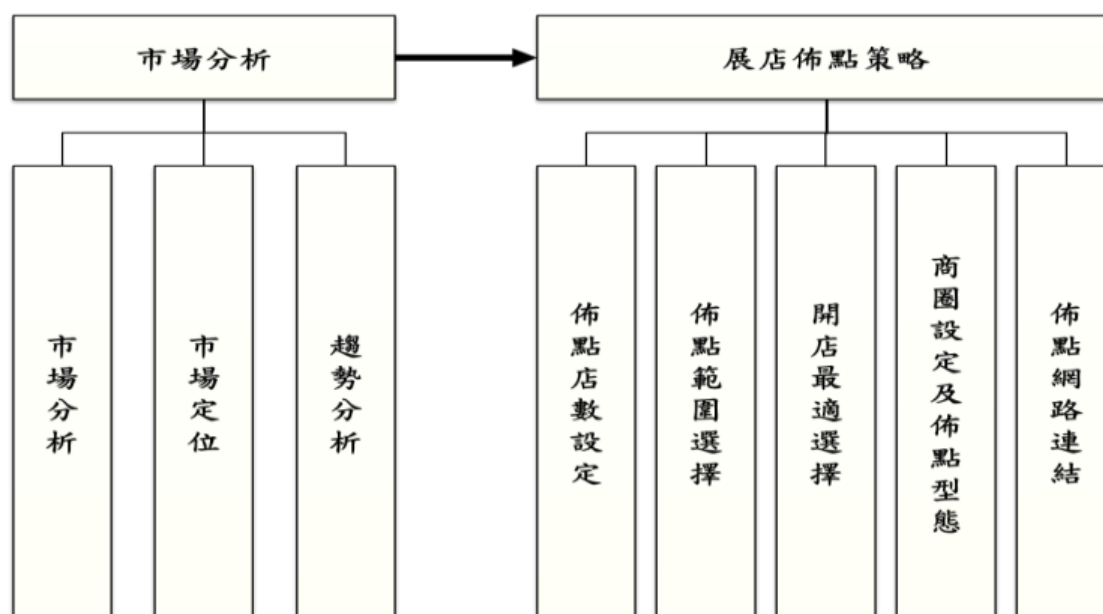 市場分析
展店佈點策略
市場分析
市場定位
趨勢分析
佈點店數設定
佈點範圍選擇
開店最適選擇
商圈設定及佈點型態
佈點網路連結